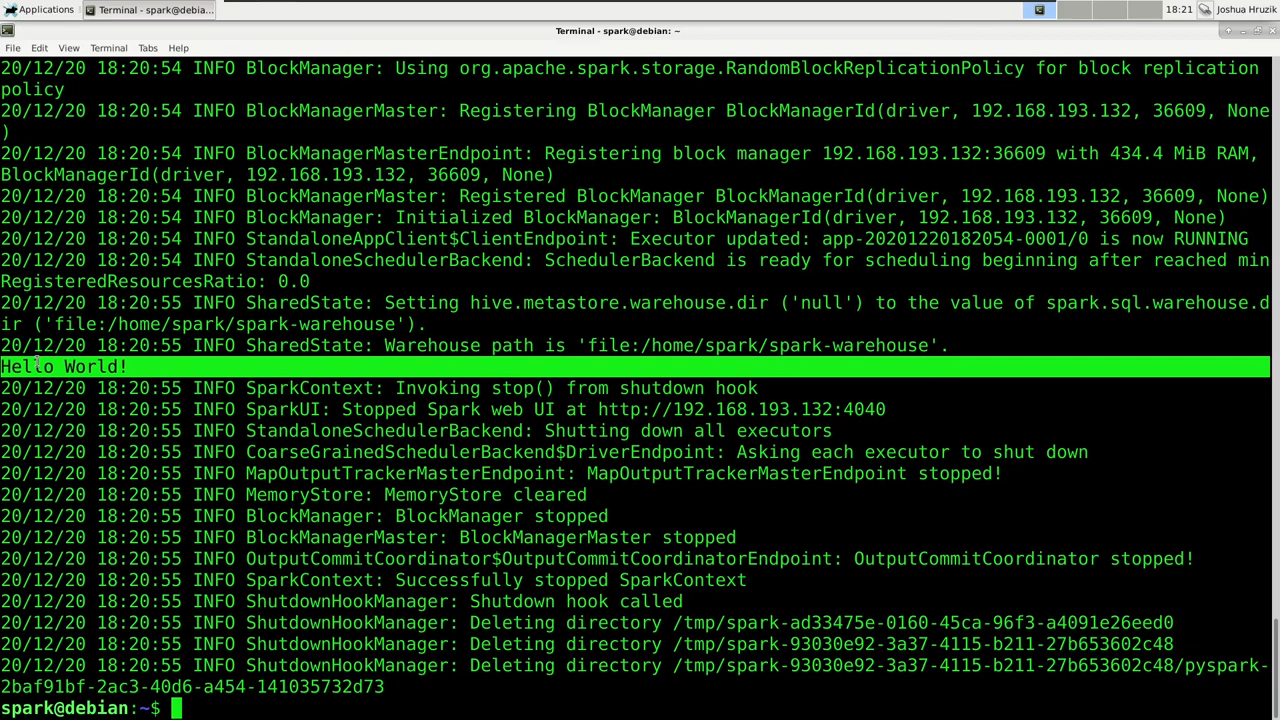 Applications
Terminal - spark@debia...
18:21
Joshua Hruzik
Terminal - spark@debian: ~
File Edit View Terminal Tabs Help
20/12/20 18:20:54 INFO BlockManager: Using org.apache.spark.storage.RandomBlockReplicationPolicy for block replication
policy
20/12/20 18:20:54 INFO BlockManagerMaster: Registering BlockManager BlockManagerId(driver, 192.168.193.132, 36609, None
)
20/12/20 18:20:54 INFO BlockManagerMasterEndpoint: Registering block manager 192.168.193.132:36609 with 434.4 MiB RAM,
BlockManagerId(driver, 192.168.193.132, 36609, None)
20/12/20 18:20:54 INFO BlockManagerMaster: Registered BlockManager BlockManagerId(driver, 192.168.193.132, 36609, None)
20/12/20 18:20:54 INFO BlockManager: Initialized BlockManager: BlockManagerId(driver, 192.168.193.132, 36609, None)
20/12/20 18:20:54 INFO StandaloneAppClient$ClientEndpoint: Executor updated: app-20201220182054-0001/0 is now RUNNING
20/12/20 18:20:54 INFO StandaloneSchedulerBackend: SchedulerBackend is ready for scheduling beginning after reached min
RegisteredResourcesRatio: 0.0
20/12/20 18:20:55 INFO SharedState: Setting hive.metastore.warehouse.dir ('null') to the value of spark.sql.warehouse.d
ir ('file:/home/spark/spark-warehouse').
20/12/20 18:20:55 INFO SharedState: Warehouse path is 'file:/home/spark/spark-warehouse'.
Hello World!
20/12/20 18:20:55 INFO SparkContext: Invoking stop() from shutdown hook
20/12/20 18:20:55 INFO SparkUI: Stopped Spark web UI at http://192.168.193.132:4040
20/12/20 18:20:55 INFO StandaloneSchedulerBackend: Shutting down all executors
20/12/20 18:20:55 INFO CoarseGrainedSchedulerBackend$DriverEndpoint: Asking each executor to shut down
20/12/20 18:20:55 INFO MapOutputTrackerMasterEndpoint: MapOutputTrackerMasterEndpoint stopped!
20/12/20 18:20:55 INFO MemoryStore: MemoryStore cleared
20/12/20 18:20:55 INFO BlockManager: BlockManager stopped
20/12/20 18:20:55 INFO BlockManagerMaster: BlockManagerMaster stopped
20/12/20 18:20:55 INFO OutputCommitCoordinator$OutputCommitCoordinatorEndpoint: OutputCommitCoordinator stopped!
20/12/20 18:20:55 INFO SparkContext: Successfully stopped SparkContext
20/12/20 18:20:55 INFO ShutdownHookManager: Shutdown hook called
20/12/20 18:20:55 INFO ShutdownHookManager: Deleting directory /tmp/spark-ad33475e-0160-45ca-96f3-a4091e26eed0
20/12/20 18:20:55 INFO ShutdownHookManager: Deleting directory /tmp/spark-93030e92-3a37-4115-b211-27b653602c48
20/12/20 18:20:55 INFO ShutdownHookManager: Deleting directory /tmp/spark-93030e92-3a37-4115-b211-27b653602c48/pyspark-
2baf91bf-2ac3-40d6-a454-141035732d73
spark@debian:~$